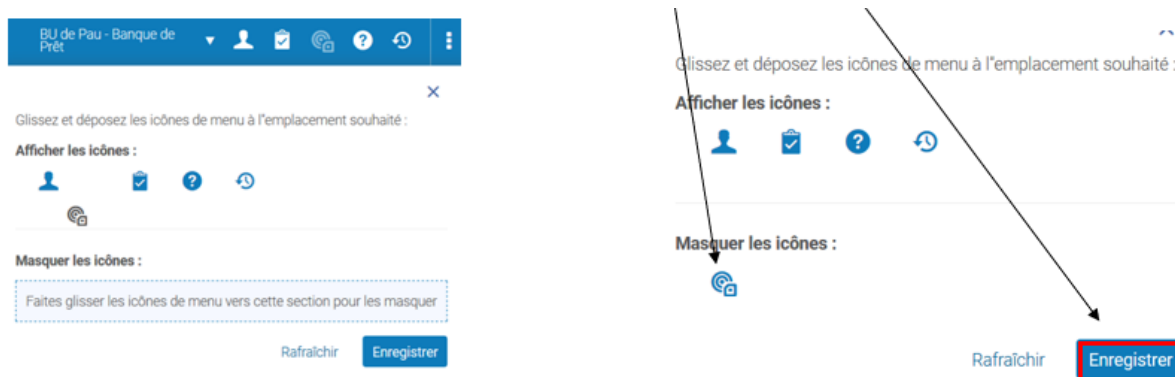 BU de Pau - Banque de
Prêt
Glissez et déposez les icônes de menu à l"emplacement souhaité :
Afficher les icônes :
Masquer les icônes :
Faites glisser les icônes de menu vers cette section pour les masquer
Rafraîchir Enregistrer
Glissez et déposez les icônes de menu à l"emplacement souhaité :
Afficher les icônes :
Masquer les icônes :
Rafraîchir Enregistrer